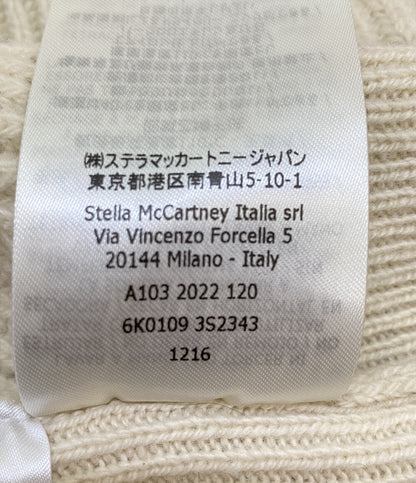 ㈱ステラマッカートニージャパン
東京都港区南青山5-10-1
Stella McCartney Italia srl
Via Vincenzo Forcella 5
20144 Milano - Italy
A103 2022 120
6K0109 3S2343
1216